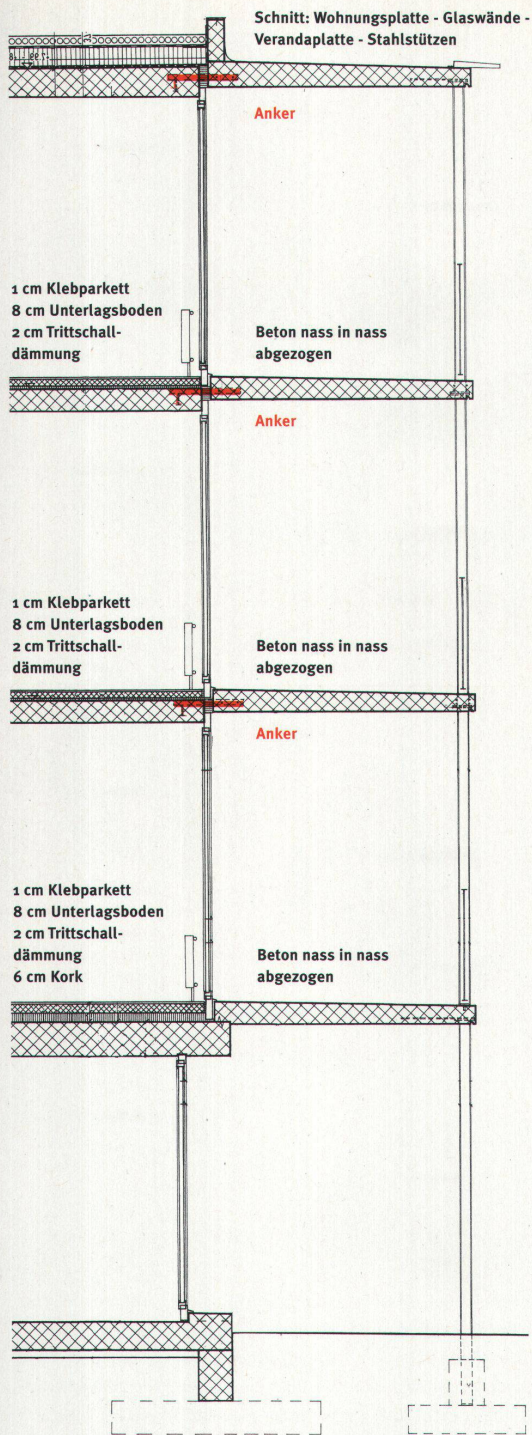 Schnitt: Wohnungsplatte - Glaswände -
Verandaplatte - Stahlstützen
Anker
1 cm Klebparkett
8 cm Unterlagsboden
2 cm Trittschall-
dämmung
Beton nass in nass
abgezogen
Anker
1 cm Klebparkett
8 cm Unterlagsboden
2 cm Trittschall-
dämmung
Beton nass in nass
abgezogen
Anker
1 cm Klebparkett
8 cm Unterlagsboden
2 cm Trittschall-
dämmung
6 cm Kork
Beton nass in nass
abgezogen